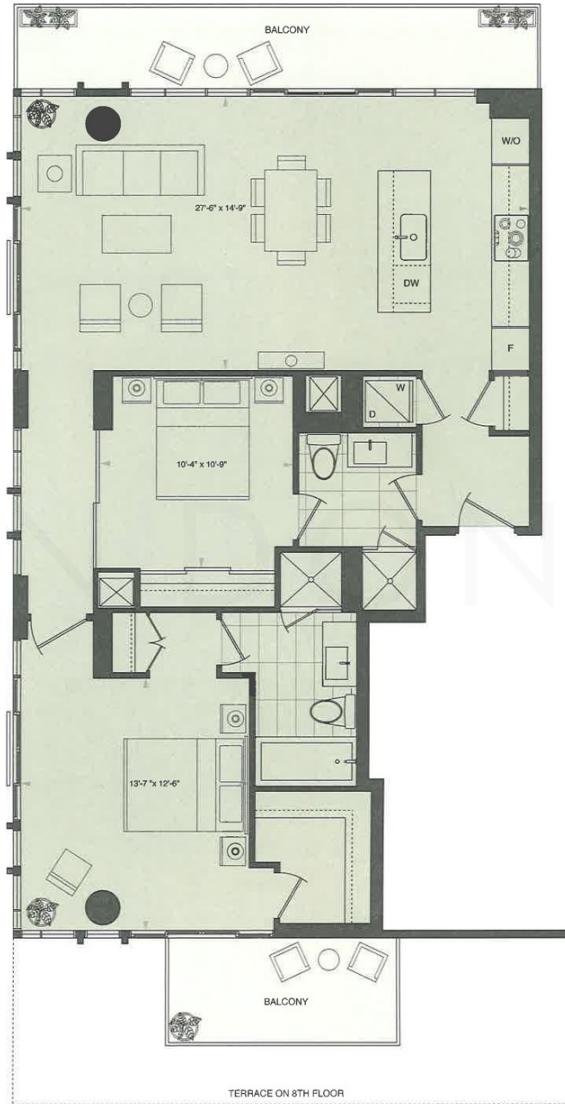 BALCONY
W/O
27'-6" x 14'-9"
DW
F
W
D
10'-4" x 10'-9"
13'-7 "x 12'-6"
BALCONY
TERRACE ON 8TH FLOOR